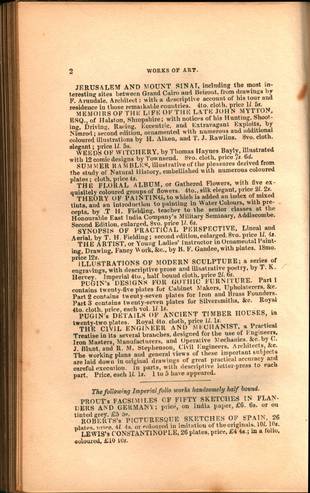 2 WORKS OF ART.
JERUSALEM AND MOUNT SINAI, including the most in-
teresting sites between Grand Cairo and Beirout, from drawings by
F. Arundale, Architect: with a descriptive account of his tour and
residence in those remarkable countries. 4to. cloth, price 1l. 5s.
MEMOIRS OF THE LIFE OF THE LATE JOHN MYTTON,
ESQ., of Halston, Shropshire; with notices of his Hunting, Shoot-
ing, Driving, Racing, Eccentric and Extravagant Exploits, by
Nimrod; second edition, ornamented with numerous and additional
coloured illustrations by H. Alken, and T. J. Rawlins. 8vo. cloth,
elegant; price 1l. 5s.
WEEDS OF WITCHERY, by Thomas Haynes Bayly, illustrated
with 12 comic designs by Townsend. 8vo. cloth, price 7s. 6d.
SUMMER RAMBLES, illustrative of the pleasures derived from
the study of Natural History, embellished with numerous coloured
plates; cloth, price 4s.
THE FLORAL ALBUM, or Gathered Flowers, with five ex-
quisitely coloured groups of flowers. 4to., silk elegant, price 2l. 2s.
THEORY OF PAINTING, to which is added an index of mixed
tints, and an introduction to painting in Water Colours, with pre-
cepts, by T. H. Fielding, teacher to the senior classes at the
Honourable East India Company's Military Seminary, Addiscombe.
Second Edition, enlarged, 8vo. price 1l. 6s.
SYNOPSIS OF PRACTICAL PERSPECTIVE, Lineal and
Aerial, by T. H. Fielding; second edition, enlarged, 8vo. price 1l. 4s.
THE ARTIST, or Young Ladies' Instructor in Ornamental Paint-
ing, Drawing, Fancy Work, &c., by B. F. Gandee, with plates. 18mo.
price 12s.
ILLUSTRATIONS OF MODERN SCULPTURE; a series of
engravings, with descriptive prose and illustrative poetry, by T. K.
Hervey. Imperial 4to., half bound cloth, price 2l. 6s.
PUGIN'S DESIGNS FOR GOTHIC FURNITURE. Part 1
contains twenty-five plates for Cabinet Makers, Upholsterers, &c.
Part 2 contains twenty-seven plates for Iron and Brass Founders.
Part 3 contains twenty-seven plates for Silversmiths, &c. Royal
4to. cloth, price, each vol. 1l 1s.
PUGIN'S DETAILS OF ANCIENT TIMBER HOUSES, in
twenty-two plates. Royal 4to. cloth, price 1l. 1s.
THE CIVIL ENGINEER AND MECHANIST, a Practical
Treatise in its several branches, designed for the use of Engineers,
Iron Masters, Manufacturers, and Operative Mechanics, &c. by C.
J. Blunt, and R. M. Stephenson, Civil Engineers, Architects, &c.
The working plans and general views of these important subjects
are laid down in original drawings of great practical accuracy and
careful execution. In parts, with descriptive letter-press to each
part. Price, each 1l. 1s. 1 to 5 have appeared.
The following Imperial folio works handsomely half bound.
PROUT'S FACSIMILES OF FIFTY SKETCHES IN FLAN-
DERS AND GERMANY; price, on india paper, £6. 6s. or on
tinted grey, £5 5s.
ROBERTS'S PICTURESQUE SKETCHES OF SPAIN, 26
plates, price, 4l. 4s. or coloured in imitation of the originals, 10l. 10s.
LEWIS'S CONSTANTINOPLE, 26 plates, price, £4 4s.; in a folio,
coloured, £10 10s.